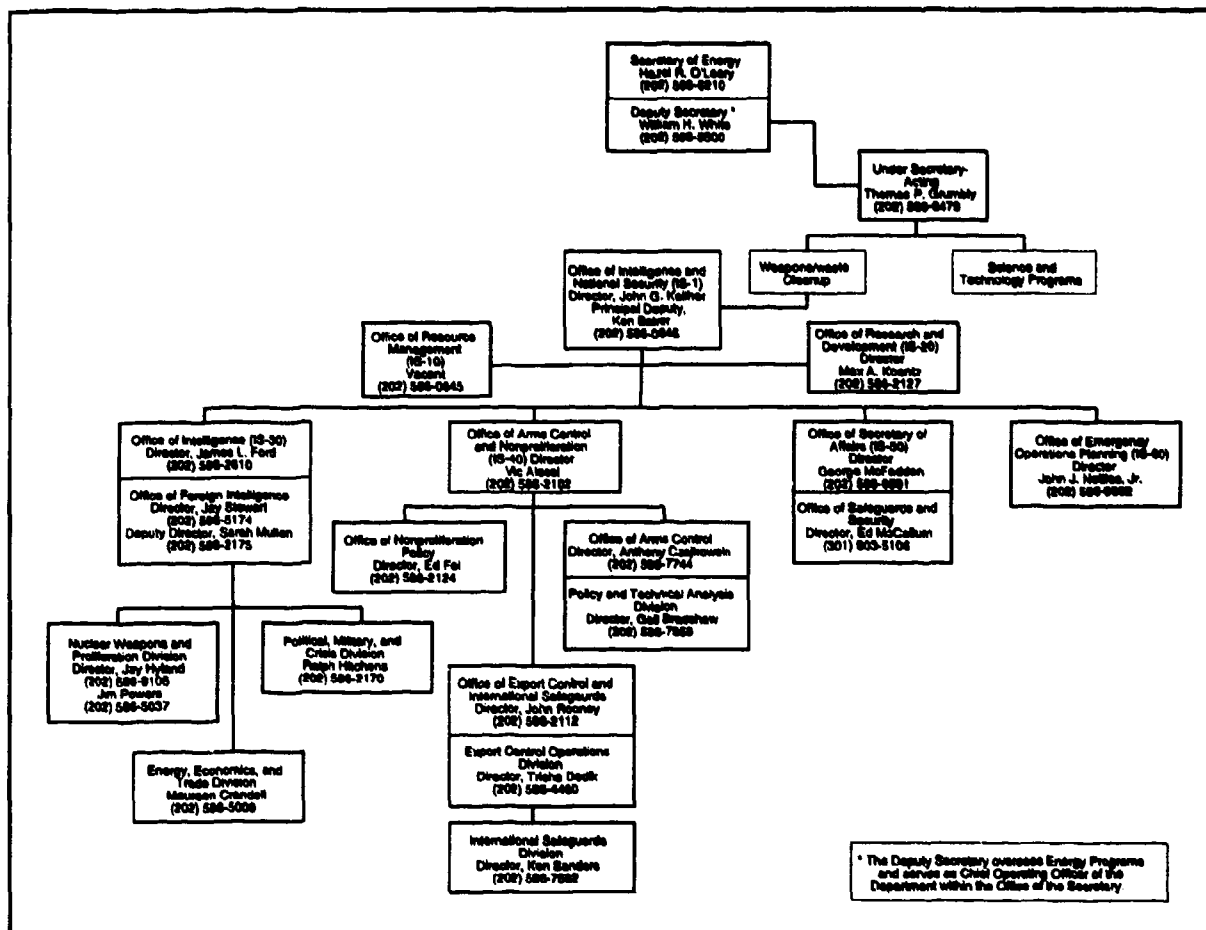 Secretary of Energy
Hazel R. O'Leary
(202) 586-6210
Deputy Secretary *
William H. White
(202) 586-5500
Under Secretary-
Acting
Thomas P. Grumbly
(202) 586-6479
Weapons/waste
Cleanup
Science and
Technology Programs
Office of Intelligence and
National Security (IS-1)
Director, John G. Keliher
Principal Deputy,
Ken Baker
(202) 586-0645
Office of Resource
Management
(IS-10)
Vacant
(202) 586-0645
Office of Research and
Development (IS-20)
Director
Max A. Koontz
(202) 586-2127
Office of Intelligence (IS-30)
Director, James L. Ford
(202) 586-2610
Office of Foreign Intelligence
Director, Jay Stewart
(202) 586-5174
Deputy Director, Sarah Mullen
(202) 586-2175
Office of Arms Control
and Nonproliferation
(IS-40) Director
Vic Alessi
(202) 586-2102
Office of Secretary of
Affairs (IS-50)
Director
George McFadden
(202)
Office of Safeguards and
Security
Director, Ed McCallum
(301) 903-5106
Office of Emergency
Operations Planning (IS-60)
Director
John J. Jr.
(202)
Office of Nonproliferation
Policy
Director, Ed Fei
(202) 586-2124
Office of Arms Control
Director, Anthony
(202) 586-7744
Policy and Technical Analysis
Division
Director, Gail Bradshaw
(202)
Nuclear Weapons and
Proliferation Division
Director, Jay Hyland
(202) 586-9106
Jim Powers
(202) 586-5037
Political, Military, and
Crisis Division
Ralph Hitchens
(202) 586-2170
Energy, Economics, and
Trade Division
Maureen Crandell
(202) 586-5009
Office of Export Control and
International Safegaurds
Director, John Rooney
(202) 586-2112
Export Control Operations
Division
Director, Trisha Dedik
(202) 586-4460
International Safeguards
Division
Director, Ken Sanders
(202)
* The Deputy Secretary oversees Energy Programs
and serves as Chief Operating Officer of the
Department within the Office of the Secretary.